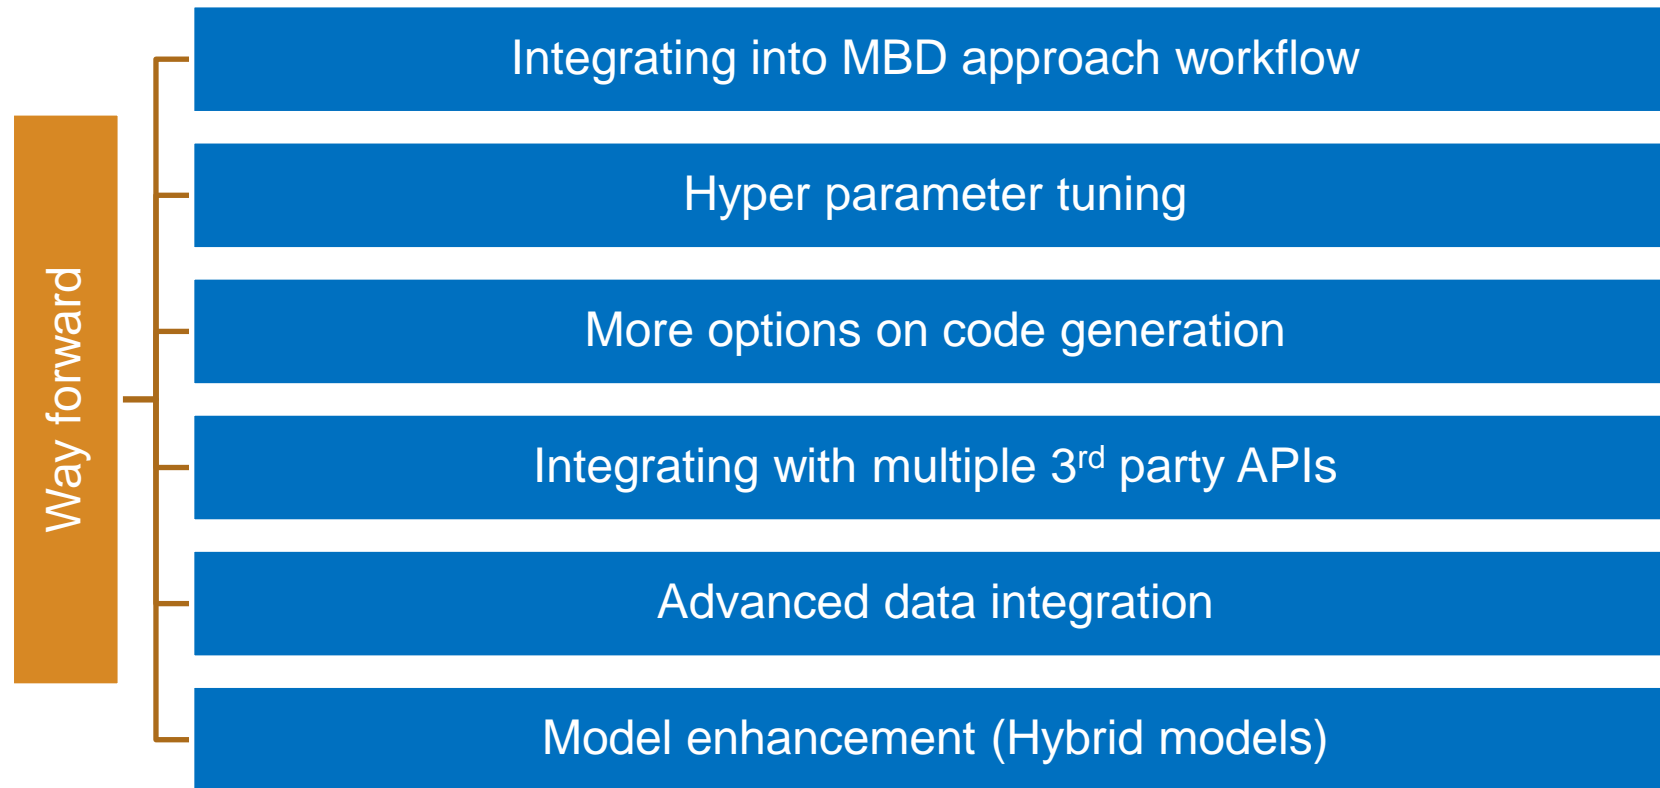 Way forward
Integrating into MBD approach workflow
Hyper parameter tuning
More options on code generation
Integrating with multiple 3rd party APIs
Advanced data integration
Model enhancement (Hybrid models)